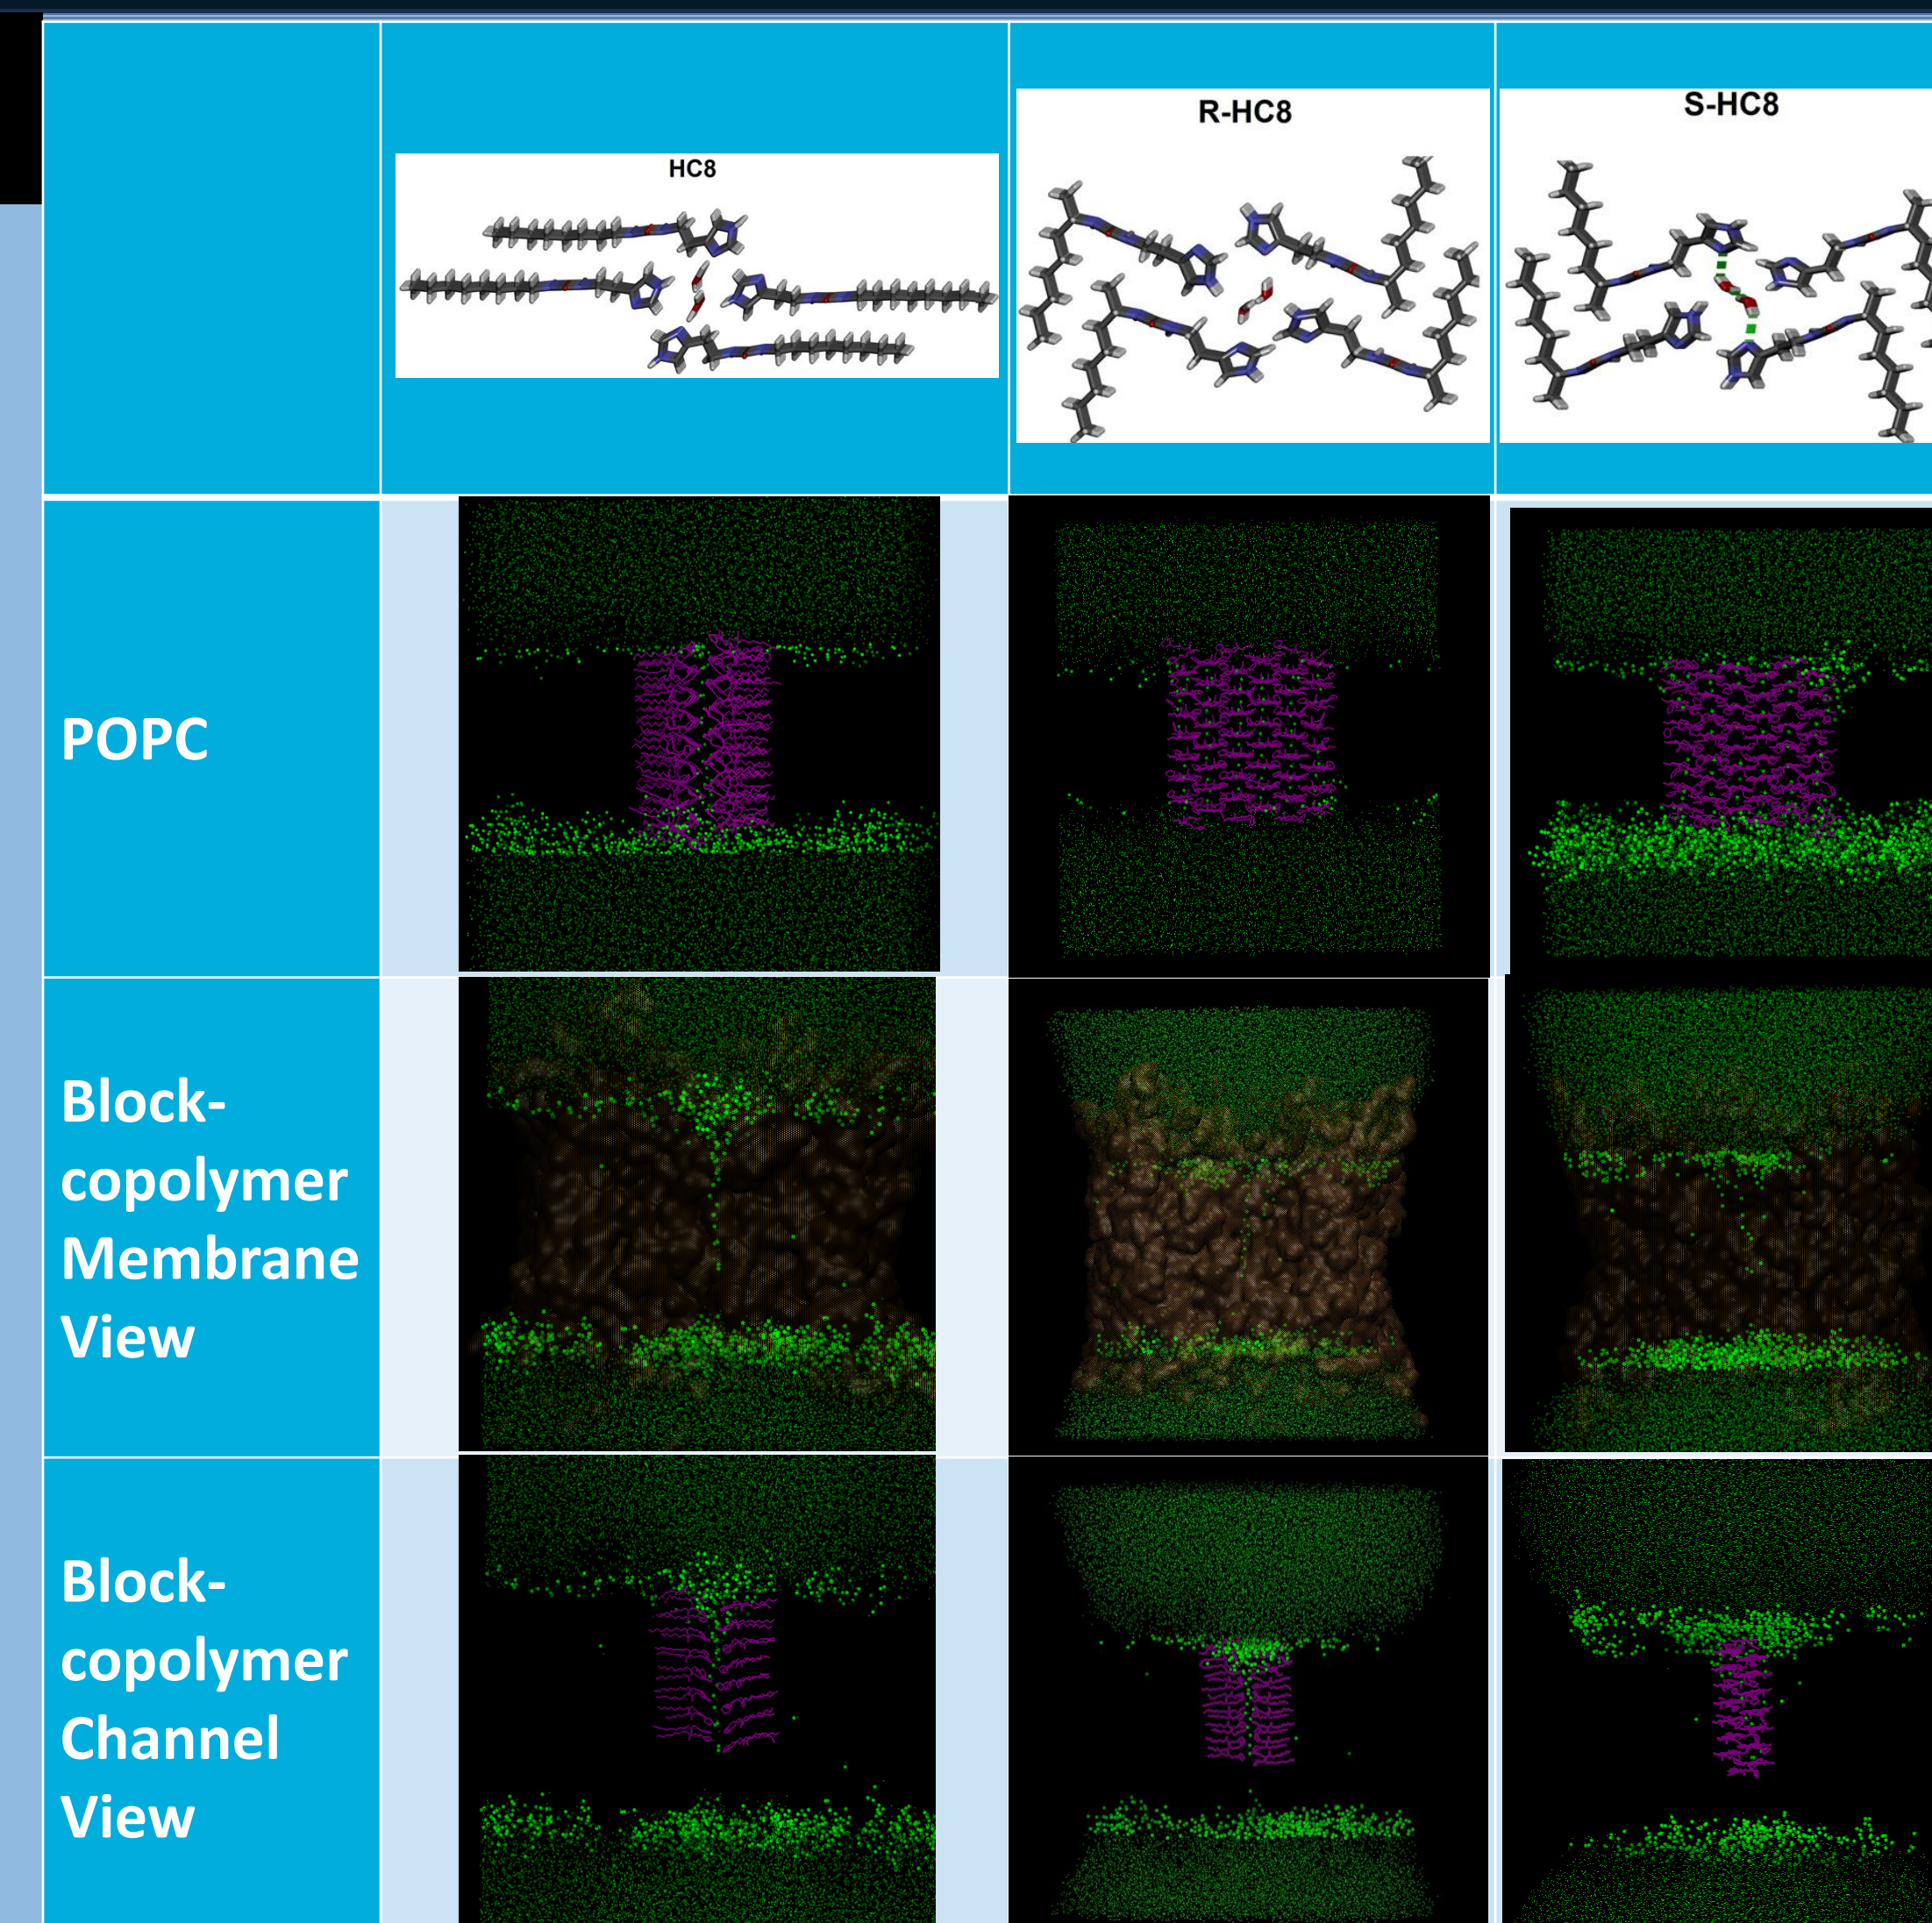 HC8
R-HC8
S-HC8
POPC
Block-
copolymer
Membrane
View
Block-
copolymer
Channel
View